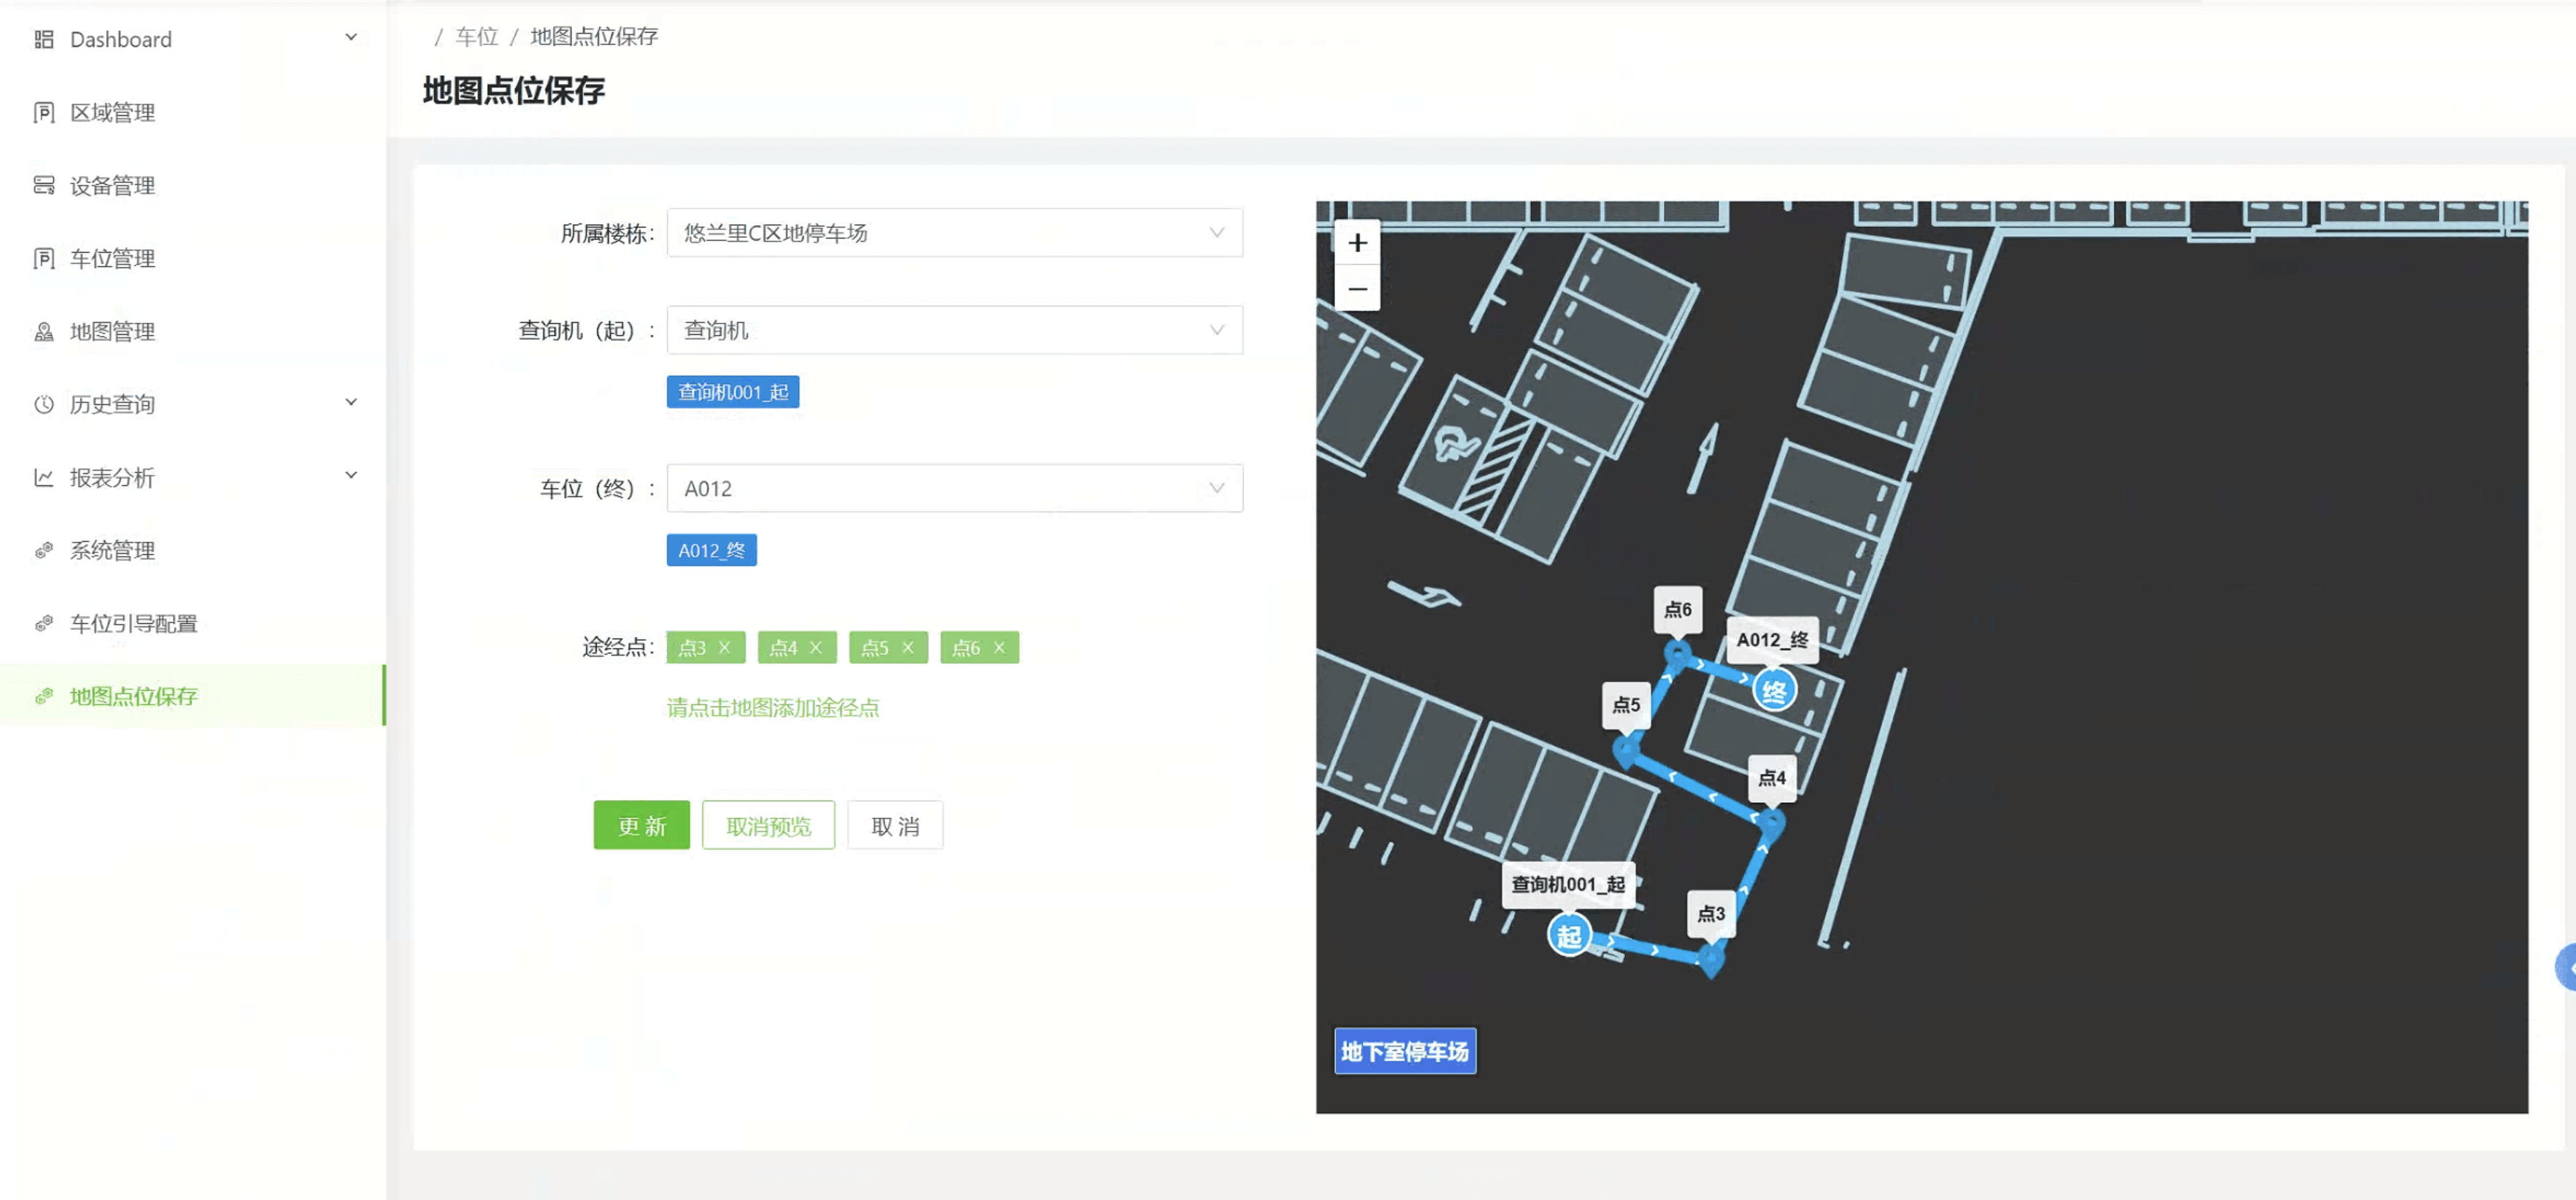 Dashboard
区域管理
设备管理
车位管理
地图管理
历史查询
报表分析
系统管理
车位引导配置
地图点位保存
/ 车位 / 地图点位保存
地图点位保存
所属楼栋: 悠兰里C区地停车场
查询机（起）: 查询机
查询机001_起
车位（终）: A012
A012_终
途经点: 点3 × 点4 × 点5 × 点6 ×
请点击地图添加途径点
更 新 取消预览 取 消
+
−
点6
A012_终
终
点5
点4
查询机001_起
点3
起
地下室停车场